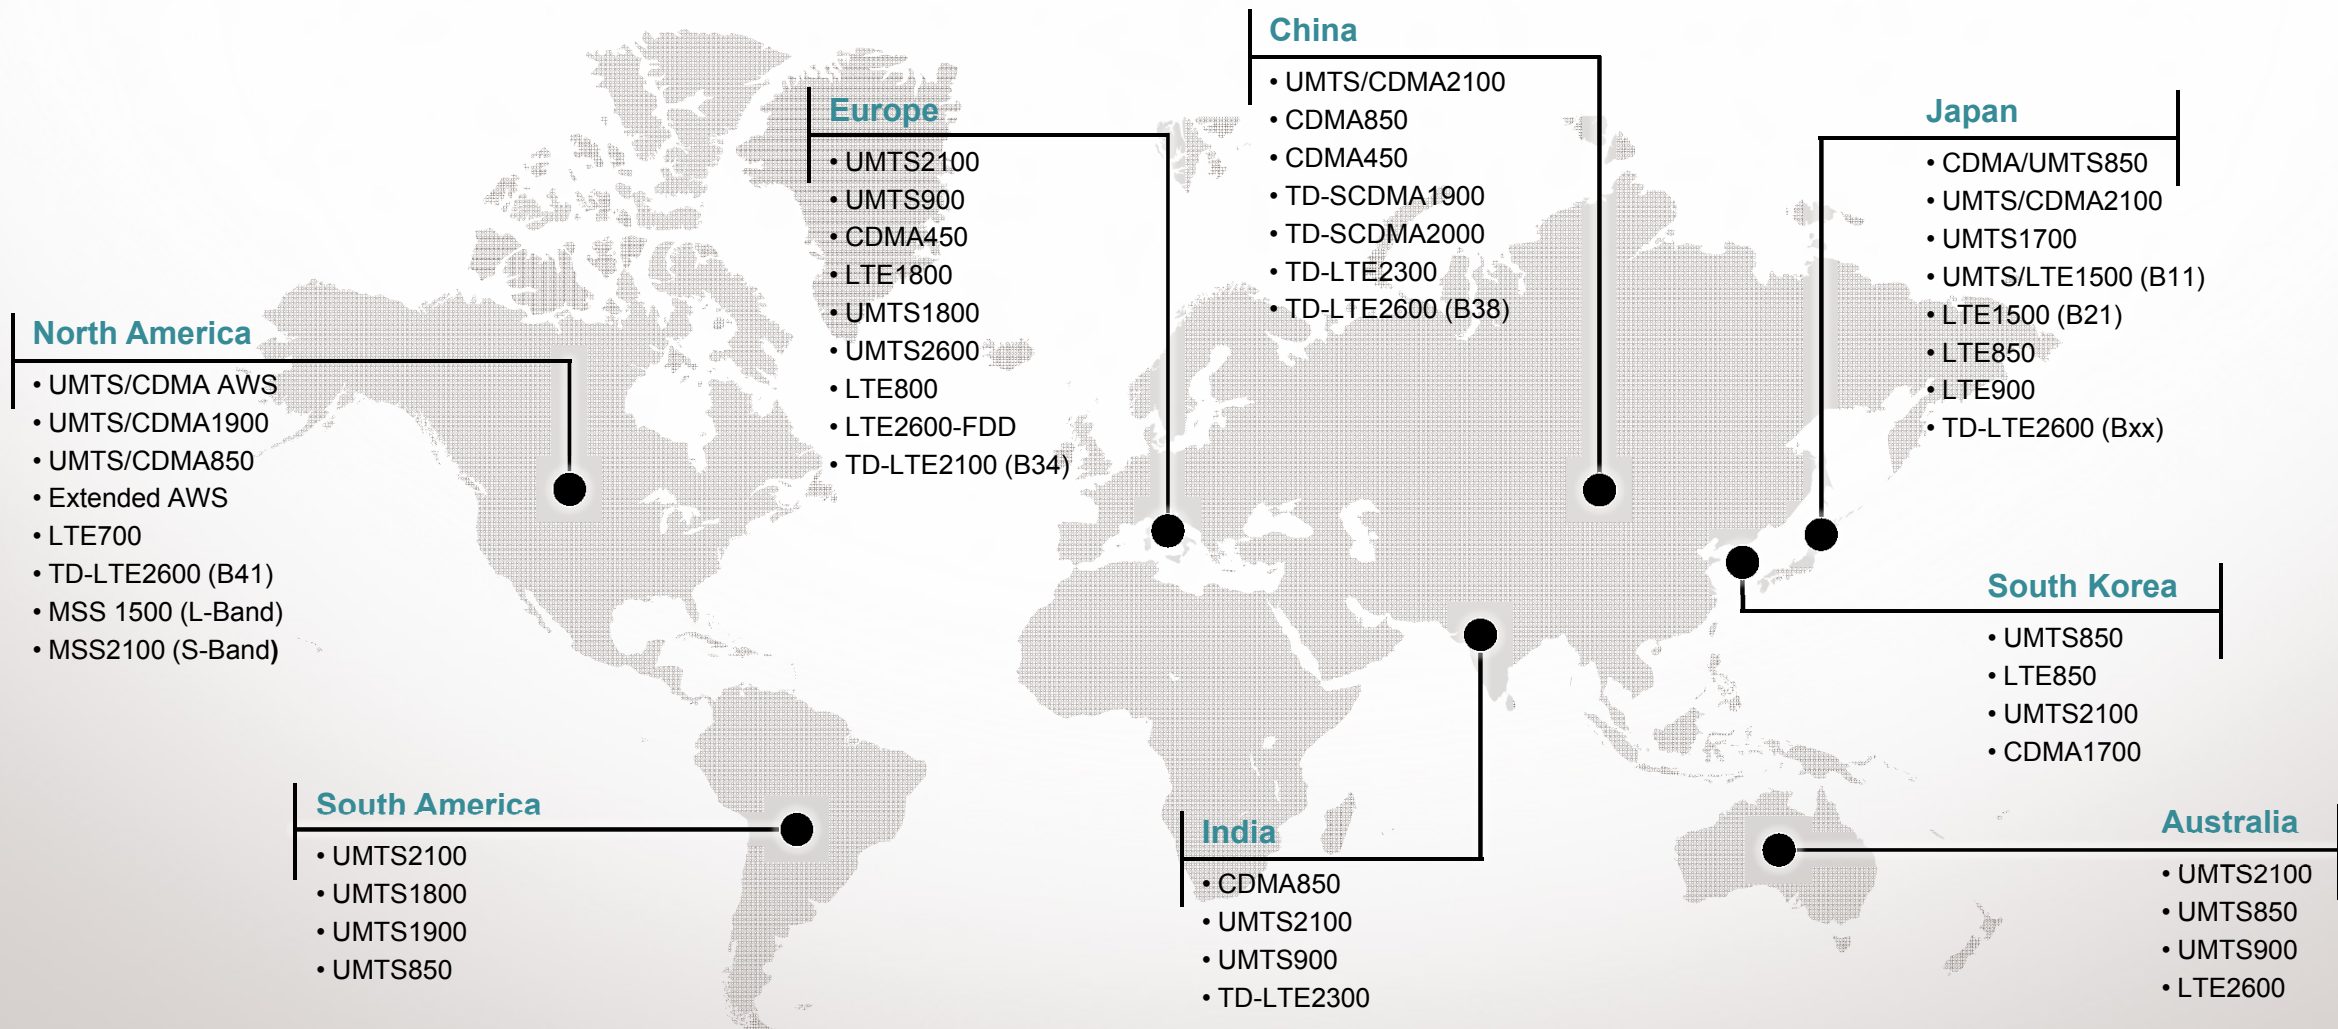 North America
• UMTS/CDMA AWS
• UMTS/CDMA1900
• UMTS/CDMA850
• Extended AWS
• LTE700
• TD-LTE2600 (B41)
• MSS 1500 (L-Band)
• MSS2100 (S-Band)
South America
• UMTS2100
• UMTS1800
• UMTS1900
• UMTS850
Europe
• UMTS2100
• UMTS900
• CDMA450
• LTE1800
• UMTS1800
• UMTS2600
• LTE800
• LTE2600-FDD
• TD-LTE2100 (B34)
China
• UMTS/CDMA2100
• CDMA850
• CDMA450
• TD-SCDMA1900
• TD-SCDMA2000
• TD-LTE2300
• TD-LTE2600 (B38)
India
• CDMA850
• UMTS2100
• UMTS900
• TD-LTE2300
Japan
• CDMA/UMTS850
• UMTS/CDMA2100
• UMTS1700
• UMTS/LTE1500 (B11)
• LTE1500 (B21)
• LTE850
• LTE900
• TD-LTE2600 (Bxx)
South Korea
• UMTS850
• LTE850
• UMTS2100
• CDMA1700
Australia
• UMTS2100
• UMTS850
• UMTS900
• LTE2600